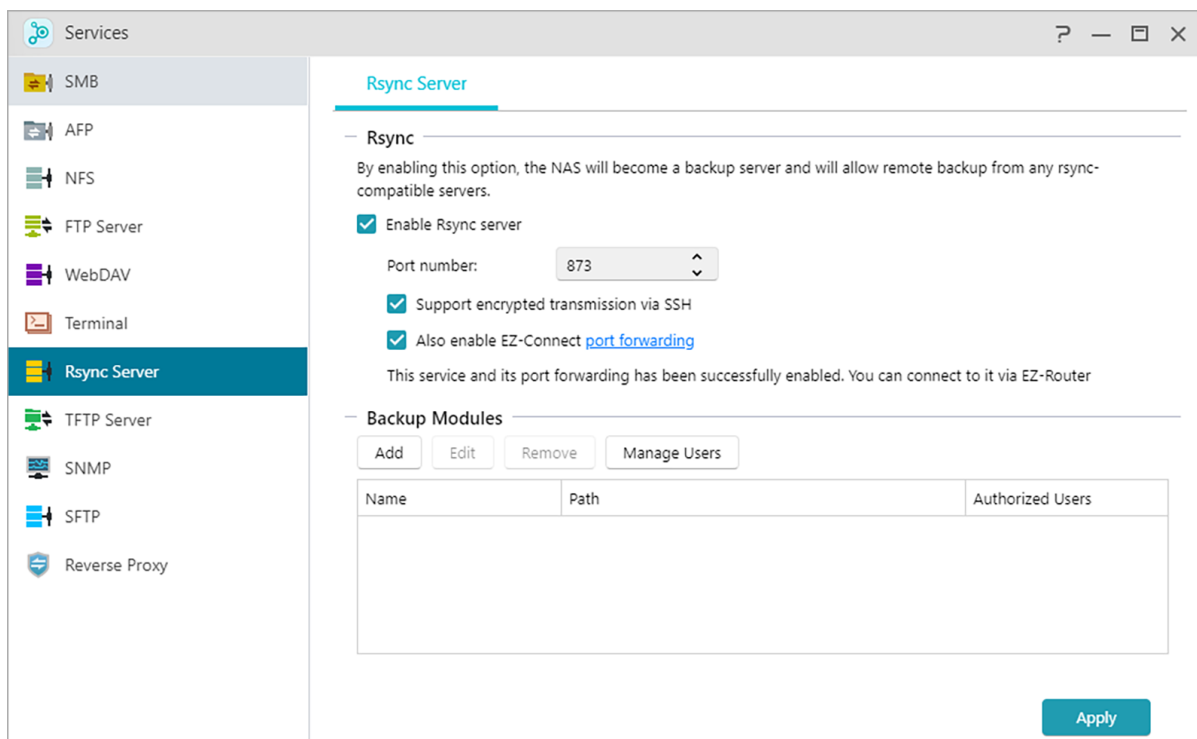 Services
SMB
AFP
NFS
FTP Server
WebDAV
Terminal
Rsync Server
TFTP Server
SNMP
SFTP
Reverse Proxy
Rsync Server
Rsync
By enabling this option, the NAS will become a backup server and will allow remote backup from any rsync-
compatible servers.
Enable Rsync server
Port number: 873
Support encrypted transmission via SSH
Also enable EZ-Connect port forwarding
This service and its port forwarding has been successfully enabled. You can connect to it via EZ-Router
Backup Modules
Add Edit Remove Manage Users
Name Path Authorized Users
Apply